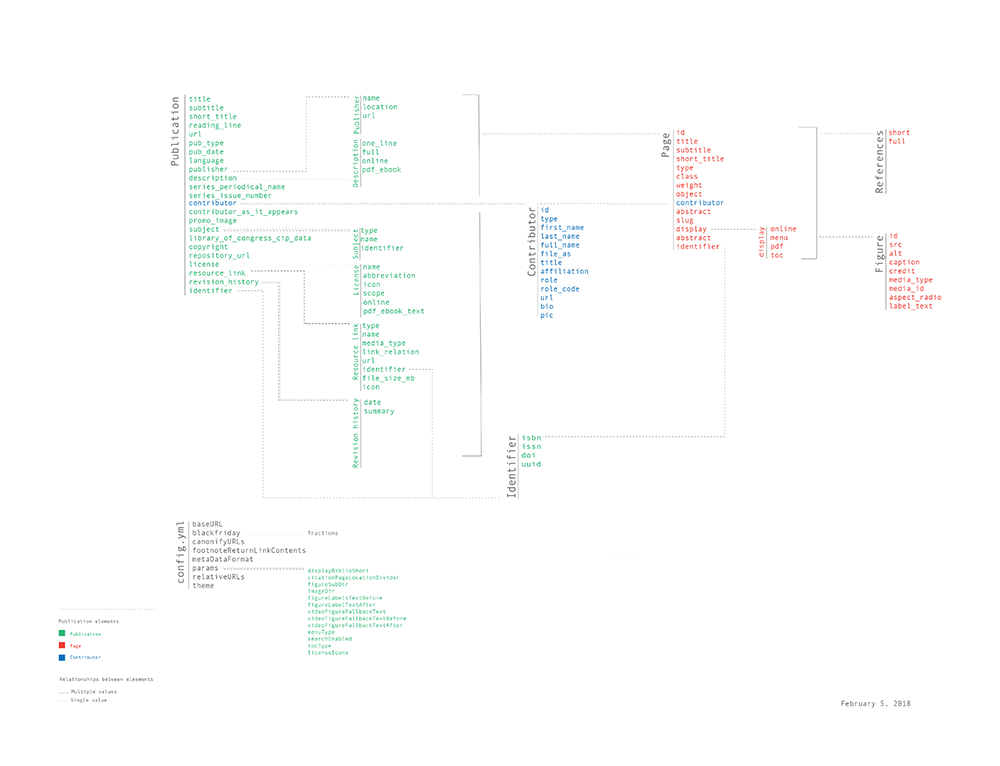 Publication
title
subtitle
short_title
reading_line
url
pub_type
pub_date
language
publisher
description
series_periodical_name
series_issue_number
contributor
contributor_as_it_appears
promo_image
subject
library_of_congress_cip_data
copyright
repository_url
license
resource_link
revision_history
identifier
Publisher
name
location
url
Description
one_line
full
online
pdf_ebook
Subject
type
name
identifier
License
name
abbreviation
icon
scope
online
pdf_ebook_text
Resource link
type
name
media_type
link_relation
url
identifier
file_size_mb
icon
Revision history
date
summary
Contributor
id
type
first_name
last_name
full_name
file_as
title
affiliation
role
role_code
url
bio
pic
Identifier
isbn
issn
doi
uuid
Page
id
title
subtitle
short_title
type
class
weight
object
contributor
abstract
slug
display
abstract
identifier
display
online
menu
pdf
toc
References
short
full
Figure
id
src
alt
caption
credit
media_type
media_id
aspect_radio
label_text
config.yml
baseURL
blackfriday
canonifyURLs
footnoteReturnLinkContents
metaDataFormat
params
relativeURLs
theme
fractions
displayBiblioShort
citationPageLocationDivider
figureSubDir
imageDir
figureLabelsTextBefore
figureLabelTextAfter
videoFigureFallbackText
videoFigureFallbackTextBefore
videoFigureFallbackTextAfter
menuType
searchEnabled
tocType
licenseIcons
Publication elements
Publication
Page
Contributor
Relationships between elements
... Multiple values
... Single value
February 5, 2018